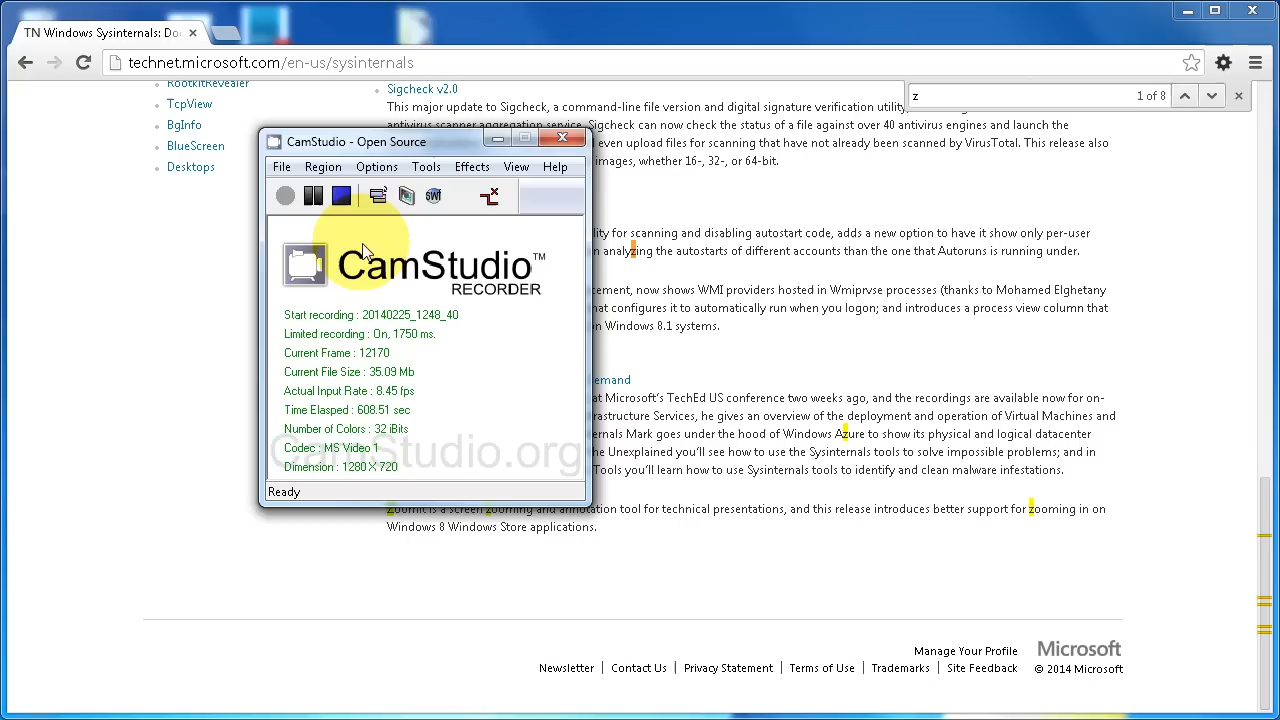 TN Windows Sysinternals: Do
technet.microsoft.com/en-us/sysinternals
z
1 of 8
RootkitRevealer
TcpView
BgInfo
BlueScreen
Desktops
Sigcheck v2.0
This major update to Sigcheck, a command-line file version and digital signature verification utility,
antivirus scanner aggregation service. Sigcheck can now check the status of a file against over 40 antivirus engines and launch the
even upload files for scanning that have not already been scanned by VirusTotal. This release also
images, whether 16-, 32-, or 64-bit.
lity for scanning and disabling autostart code, adds a new option to have it show only per-user
n analyzing the autostarts of different accounts than the one that Autoruns is running under.
cement, now shows WMI providers hosted in Wmiprvse processes (thanks to Mohamed Elghetany
that configures it to automatically run when you logon; and introduces a process view column that
on Windows 8.1 systems.
emand
at Microsoft's TechEd US conference two weeks ago, and the recordings are available now for on-
rastructure Services, he gives an overview of the deployment and operation of Virtual Machines and
ernals Mark goes under the hood of Windows Azure to show its physical and logical datacenter
the Unexplained you'll see how to use the Sysinternals tools to solve impossible problems; and in
Tools you'll learn how to use Sysinternals tools to identify and clean malware infestations.
ZoomIt is a screen zooming and annotation tool for technical presentations, and this release introduces better support for zooming in on
Windows 8 Windows Store applications.
CamStudio - Open Source
File Region Options Tools Effects View Help
SWF
CamStudio™
RECORDER
Start recording : 20140225_1248_40
Limited recording : On, 1750 ms.
Current Frame : 12170
Current File Size : 35.09 Mb
Actual Input Rate : 8.45 fps
Time Elasped : 608.51 sec
Number of Colors : 32 iBits
Codec : MS Video 1
Dimension : 1280 X 720
CamStudio.org
Ready
Manage Your Profile
Microsoft
Newsletter | Contact Us | Privacy Statement | Terms of Use | Trademarks | Site Feedback
© 2014 Microsoft